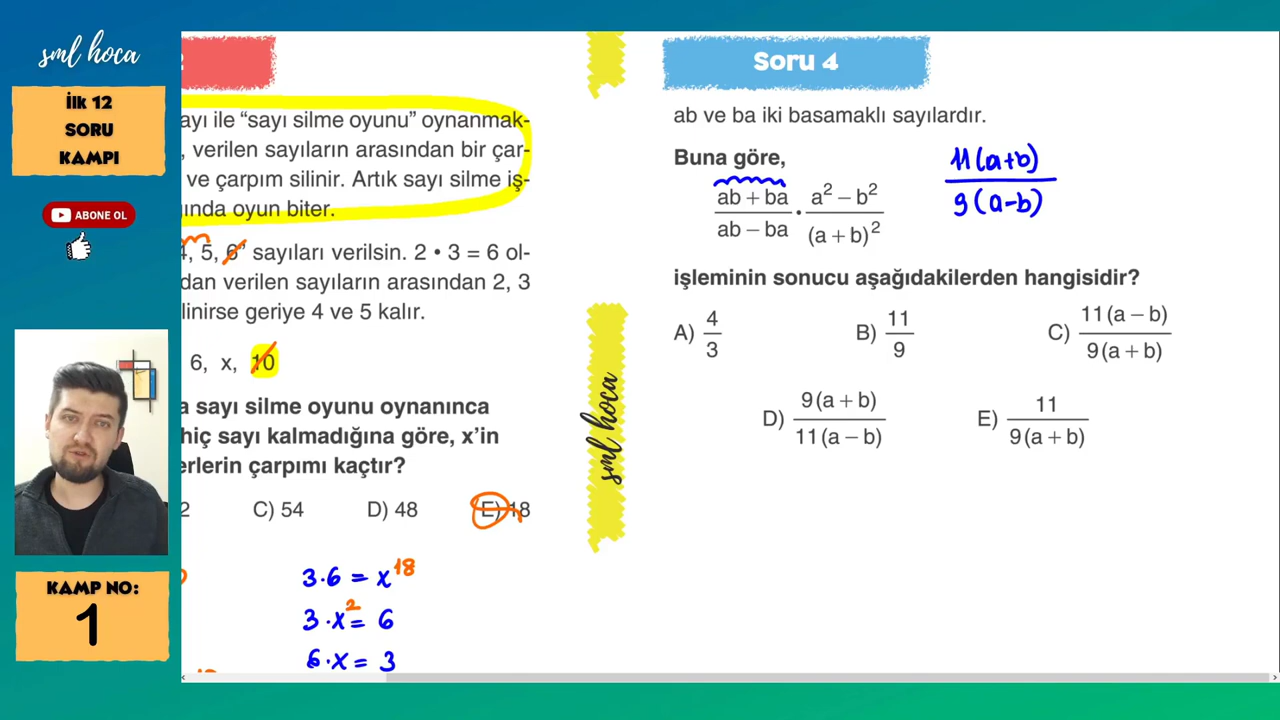 sml hoca
İlk 12
SORU
KAMPI
ABONE OL
KAMP NO:
1
ayı ile “sayı silme oyunu” oynanmak-
, verilen sayıların arasından bir çar-
ve çarpım silinir. Artık sayı silme iş-
ında oyun biter.
4, 5, 6” sayıları verilsin. 2 • 3 = 6 ol-
dan verilen sayıların arasından 2, 3
linirse geriye 4 ve 5 kalır.
6, x, 10
a sayı silme oyunu oynanınca
hiç sayı kalmadığına göre, x’in
erlerin çarpımı kaçtır?
2 C) 54 D) 48 E) 18
3·6 = x 18
3·x = 6 2
6·x = 3
sml hoca
Soru 4
ab ve ba iki basamaklı sayılardır.
Buna göre,
ab + ba / ab – ba • a² – b² / (a + b)²
11(a+b) / 9(a-b)
işleminin sonucu aşağıdakilerden hangisidir?
A) 4/3 B) 11/9 C) 11(a – b) / 9(a + b)
D) 9(a + b) / 11(a – b) E) 11 / 9(a + b)